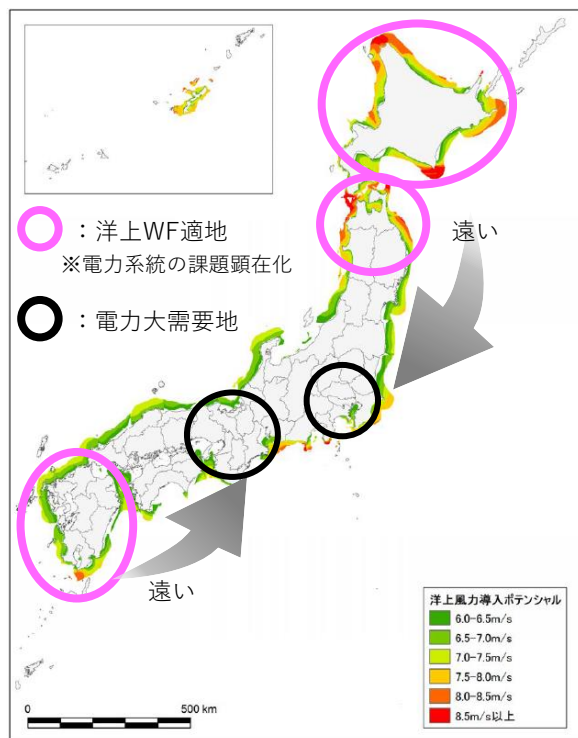 ：洋上WF適地
※電力系統の課題顕在化
：電力大需要地
遠い
遠い
洋上風力導入ポテンシャル
6.0-6.5m/s
6.5-7.0m/s
7.0-7.5m/s
7.5-8.0m/s
8.0-8.5m/s
8.5m/s以上
0
500 km